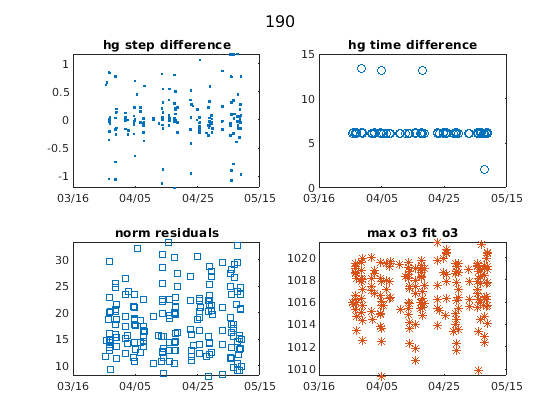 190
hg step difference
1
0.5
0
-0.5
-1
03/16 04/05 04/25 05/15
hg time difference
15
10
5
0
03/16 04/05 04/25 05/15
norm residuals
30
25
20
15
10
03/16 04/05 04/25 05/15
max o3 fit o3
1020
1018
1016
1014
1012
1010
03/16 04/05 04/25 05/15